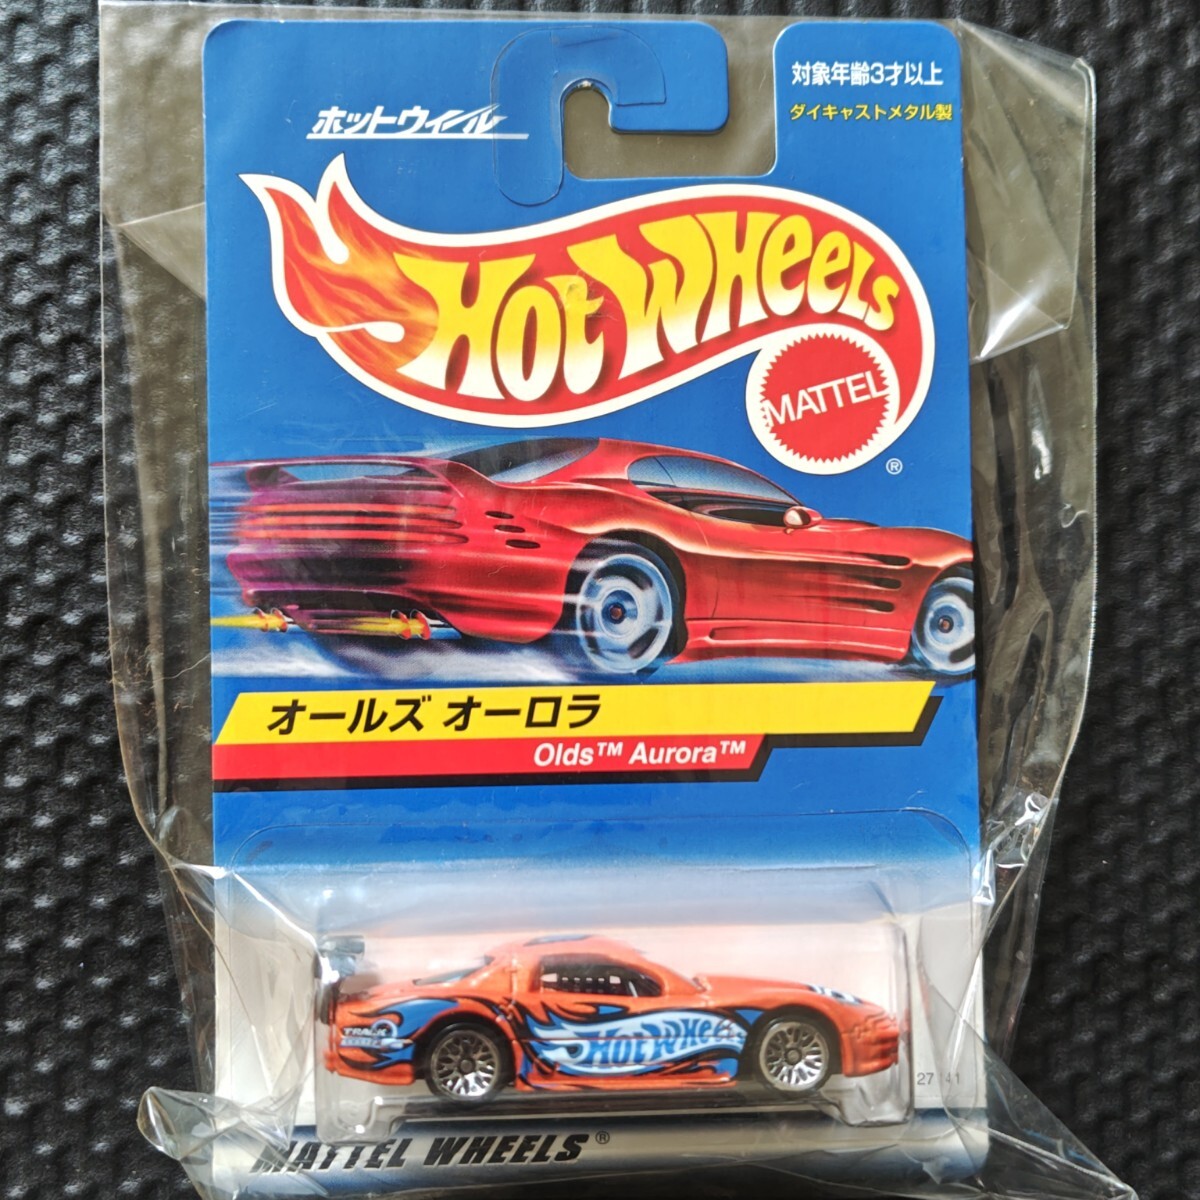 対象年齢3才以上
ダイキャストメタル製
ホットウィール
HOT WHEELS
MATTEL
®
オールズ オーロラ
Olds™ Aurora™
HOT WHEELS
TRACK
MATTEL WHEELS®